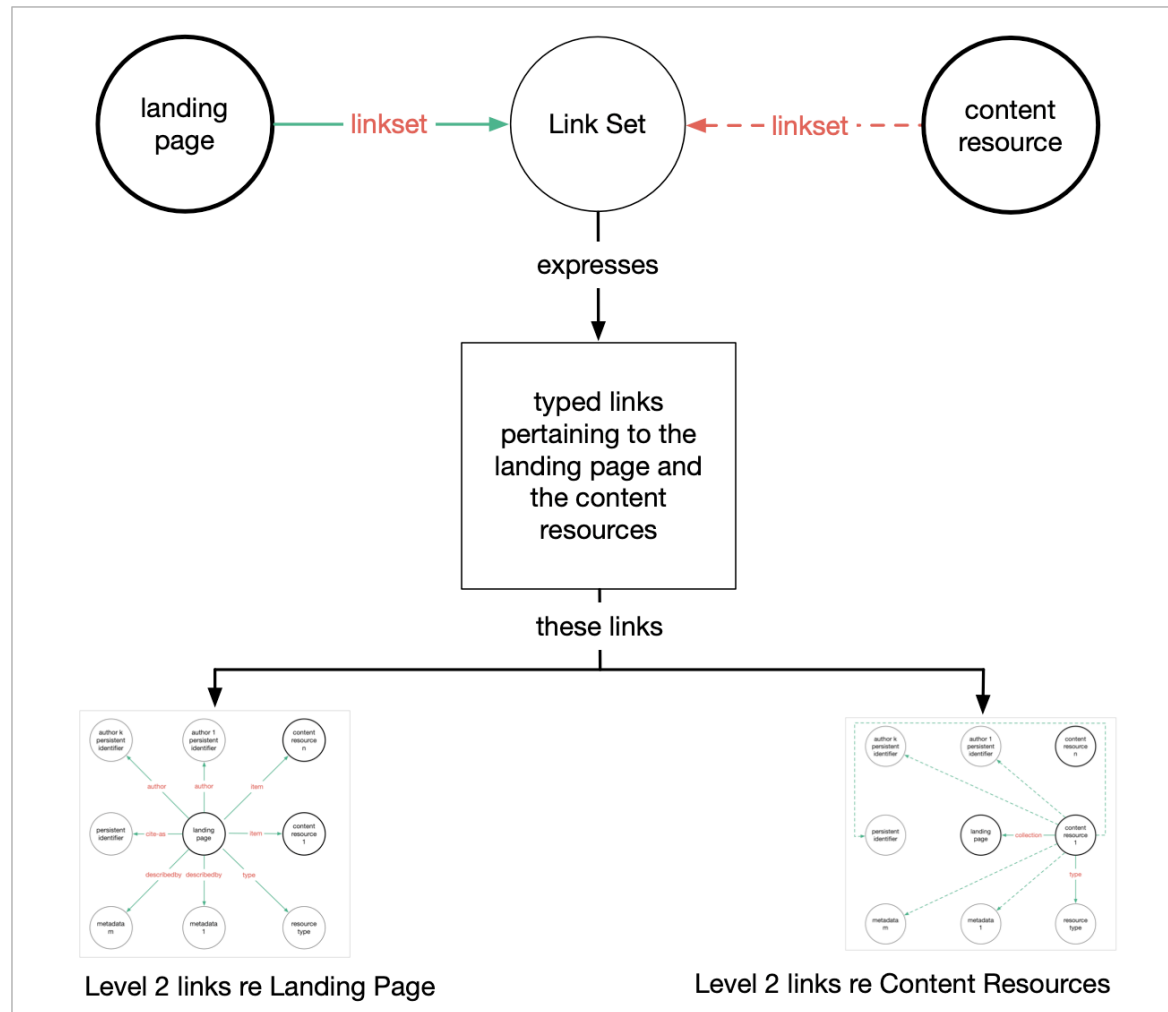 landing
page
linkset
Link Set
linkset
content
resource
expresses
typed links
pertaining to the
landing page and
the content
resources
these links
author k
persistent
identifier
author 1
persistent
identifier
content
resource
n
author
author
item
persistent
identifier
cite-as
landing
page
item
content
resource
1
describedby
describedby
type
metadata
m
metadata
1
resource
type
Level 2 links re Landing Page
author k
persistent
identifier
author 1
persistent
identifier
content
resource
n
persistent
identifier
landing
page
collection
content
resource
1
type
metadata
m
metadata
1
resource
type
Level 2 links re Content Resources